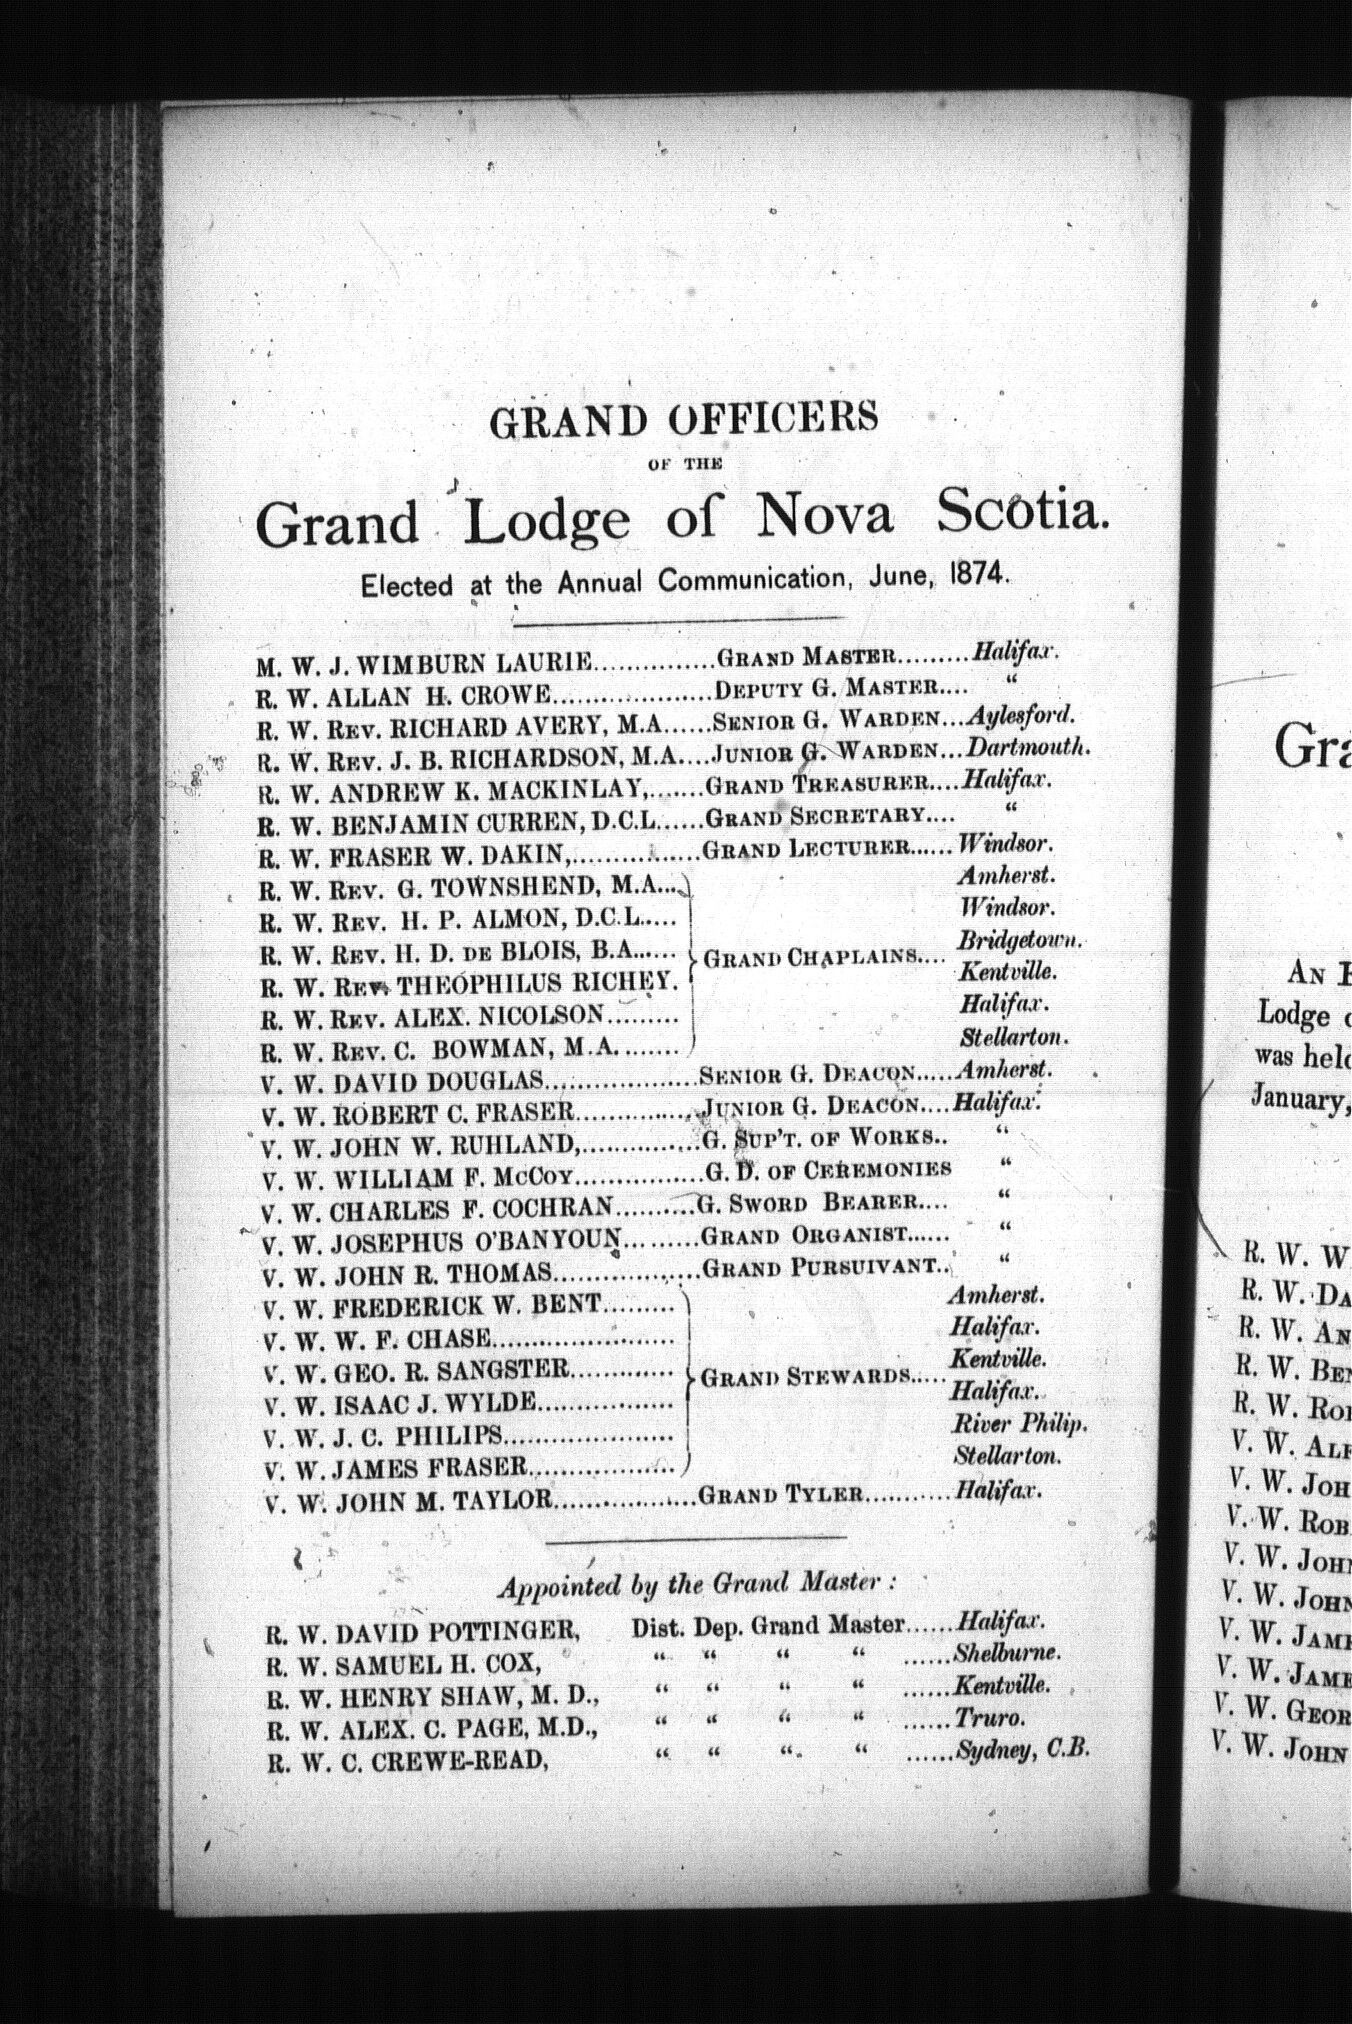 GRAND OFFICERS
OF THE
Grand Lodge of Nova Scotia.
Elected at the Annual Communication, June, 1874.
M. W. J. WIMBURN LAURIE...............GRAND MASTER.........Halifax.
R. W. ALLAN H. CROWE...................DEPUTY G. MASTER.... “
R. W. REV. RICHARD AVERY, M.A......SENIOR G. WARDEN...Aylesford.
R. W. REV. J. B. RICHARDSON, M.A....JUNIOR G. WARDEN...Dartmouth.
R. W. ANDREW K. MACKINLAY,.......GRAND TREASURER....Halifax.
R. W. BENJAMIN CURREN, D.C.L......GRAND SECRETARY.... “
R. W. FRASER W. DAKIN,...............GRAND LECTURER......Windsor.
R. W. REV. G. TOWNSHEND, M.A... Amherst.
R. W. REV. H. P. ALMON, D.C.L..... Windsor.
R. W. REV. H. D. DE BLOIS, B.A...... Bridgetown.
GRAND CHAPLAINS....
R. W. REV. THEOPHILUS RICHEY. Kentville.
R. W. REV. ALEX. NICOLSON......... Halifax.
R. W. REV. C. BOWMAN, M.A........ Stellarton.
V. W. DAVID DOUGLAS...................SENIOR G. DEACON.....Amherst.
V. W. ROBERT C. FRASER...............JUNIOR G. DEACON....Halifax.
V. W. JOHN W. RUHLAND,..............G. SUP'T. OF WORKS.. “
V. W. WILLIAM F. McCOY................G. D. OF CEREMONIES “
V. W. CHARLES F. COCHRAN..........G. SWORD BEARER.... “
V. W. JOSEPHUS O'BANYOUN.........GRAND ORGANIST...... “
V. W. JOHN R. THOMAS..................GRAND PURSUIVANT.. “
V. W. FREDERICK W. BENT......... Amherst.
V. W. W. F. CHASE....................... Halifax.
V. W. GEO. R. SANGSTER............. Kentville.
GRAND STEWARDS.....
V. W. ISAAC J. WYLDE................. Halifax.
V. W. J. C. PHILIPS..................... River Philip.
V. W. JAMES FRASER.................. Stellarton.
V. W. JOHN M. TAYLOR..................GRAND TYLER...........Halifax.
Appointed by the Grand Master :
R. W. DAVID POTTINGER, Dist. Dep. Grand Master......Halifax.
R. W. SAMUEL H. COX, “ “ “ “ ......Shelburne.
R. W. HENRY SHAW, M. D., “ “ “ “ ......Kentville.
R. W. ALEX. C. PAGE, M.D., “ “ “ “ ......Truro.
R. W. C. CREWE-READ, “ “ “ “ ......Sydney, C.B.
Gra
AN
Lodge
was held
January,
R. W. W
R. W. DA
R. W. AN
R. W. BEN
R. W. ROB
V. W. ALF
V. W. JOH
V. W. ROB
V. W. JOHN
V. W. JOHN
V. W. JAME
V. W. JAME
V. W. GEOR
V. W. JOHN